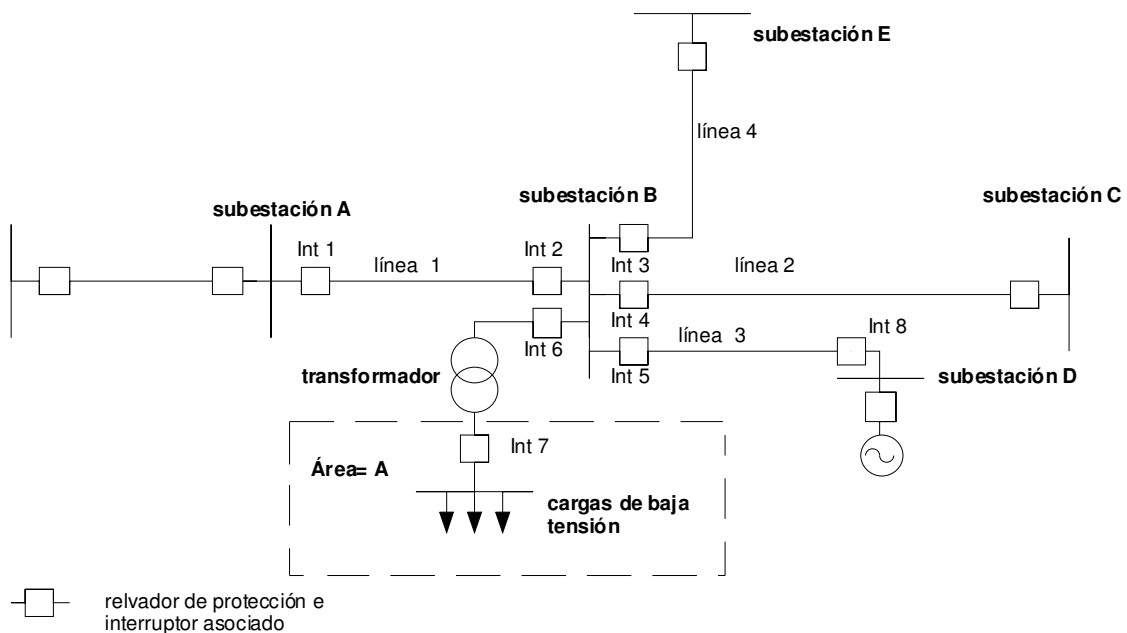 subestación E
línea 4
subestación A
subestación B
subestación C
Int 1
línea 1
Int 2
Int 3
línea 2
Int 4
Int 6
línea 3
Int 8
Int 5
transformador
subestación D
Int 7
Área= A
cargas de baja
tensión
relvador de protección e
interruptor asociado